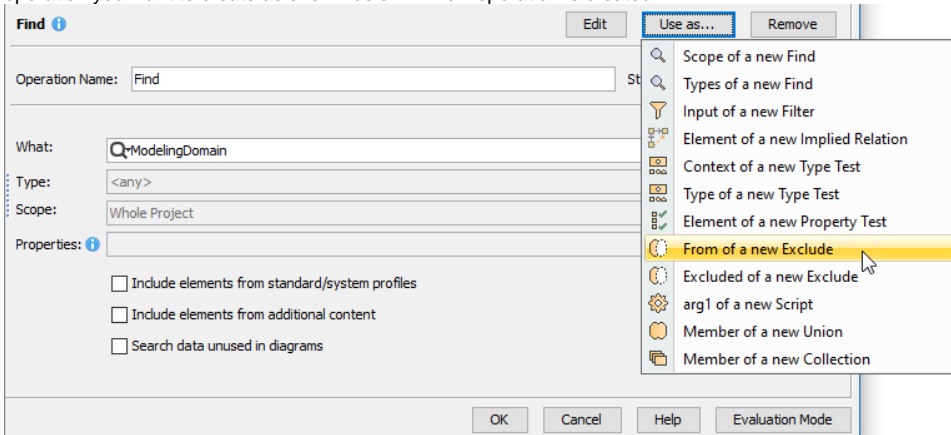 Find
Edit
Use as...
Remove
Operation Name:
Find
St
Scope of a new Find
Types of a new Find
Input of a new Filter
Element of a new Implied Relation
What:
ModelingDomain
Context of a new Type Test
Type:
<any>
Type of a new Type Test
Scope:
Whole Project
Element of a new Property Test
Properties:
From of a new Exclude
Include elements from standard/system profiles
Excluded of a new Exclude
Include elements from additional content
arg1 of a new Script
Search data unused in diagrams
Member of a new Union
Member of a new Collection
OK
Cancel
Help
Evaluation Mode